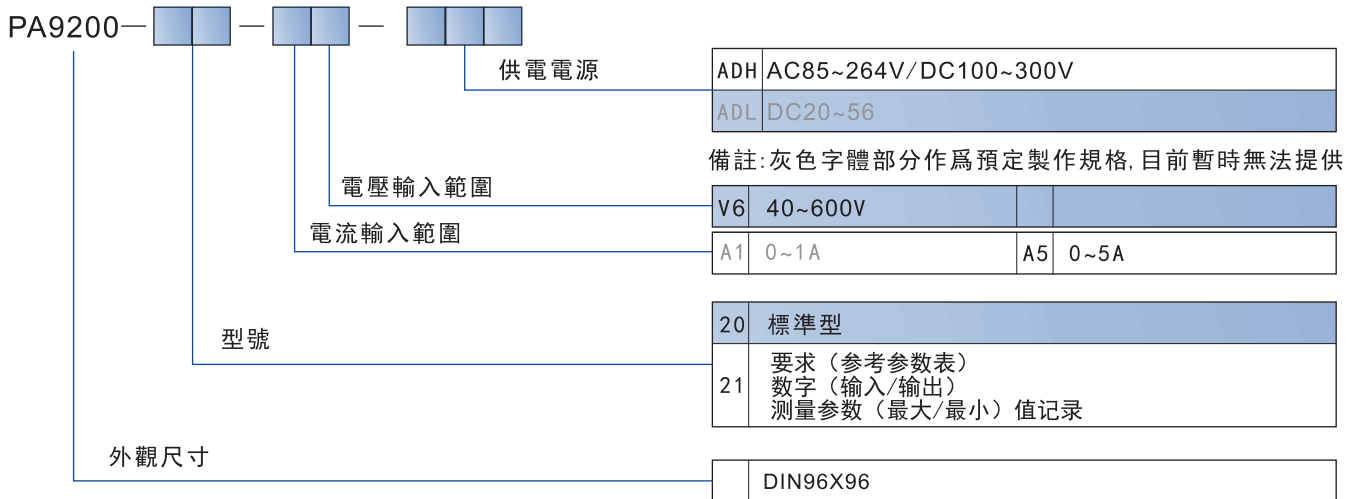 PA9200— — —
供電電源
ADH AC85~264V/DC100~300V
ADL DC20~56
備註:灰色字體部分作爲預定製作規格,目前暫時無法提供
電壓輸入範圍
V6 40~600V
電流輸入範圍
A1 0~1A A5 0~5A
20 標準型
型號
21 要求（参考参数表）
数字（输入/输出）
测量参数（最大/最小）值记录
外觀尺寸
DIN96X96